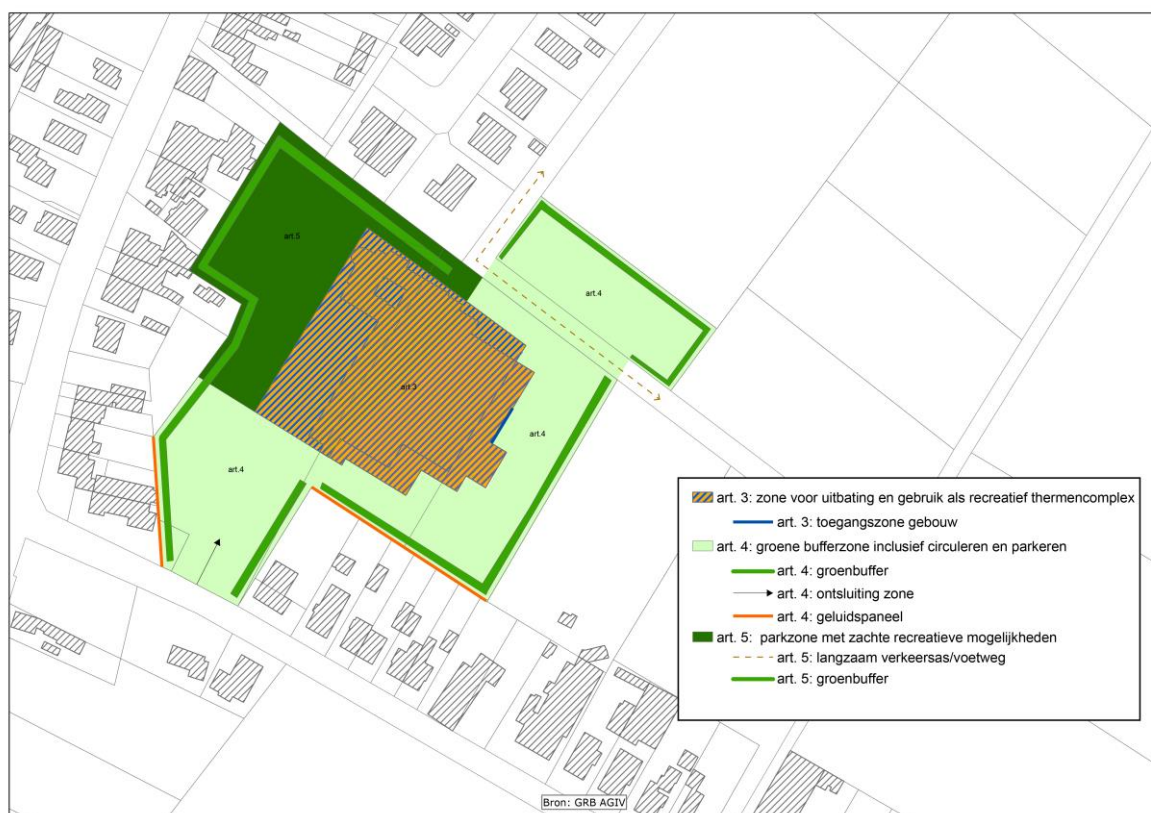 art.5
art.4
art.3
art.4
art.4
art. 3: zone voor uitbating en gebruik als recreatief thermencomplex
art. 3: toegangszone gebouw
art. 4: groene bufferzone inclusief circuleren en parkeren
art. 4: groenbuffer
art. 4: ontsluiting zone
art. 4: geluidspaneel
art. 5: parkzone met zachte recreatieve mogelijkheden
art. 5: langzaam verkeersas/voetweg
art. 5: groenbuffer
Bron: GRB AGIV